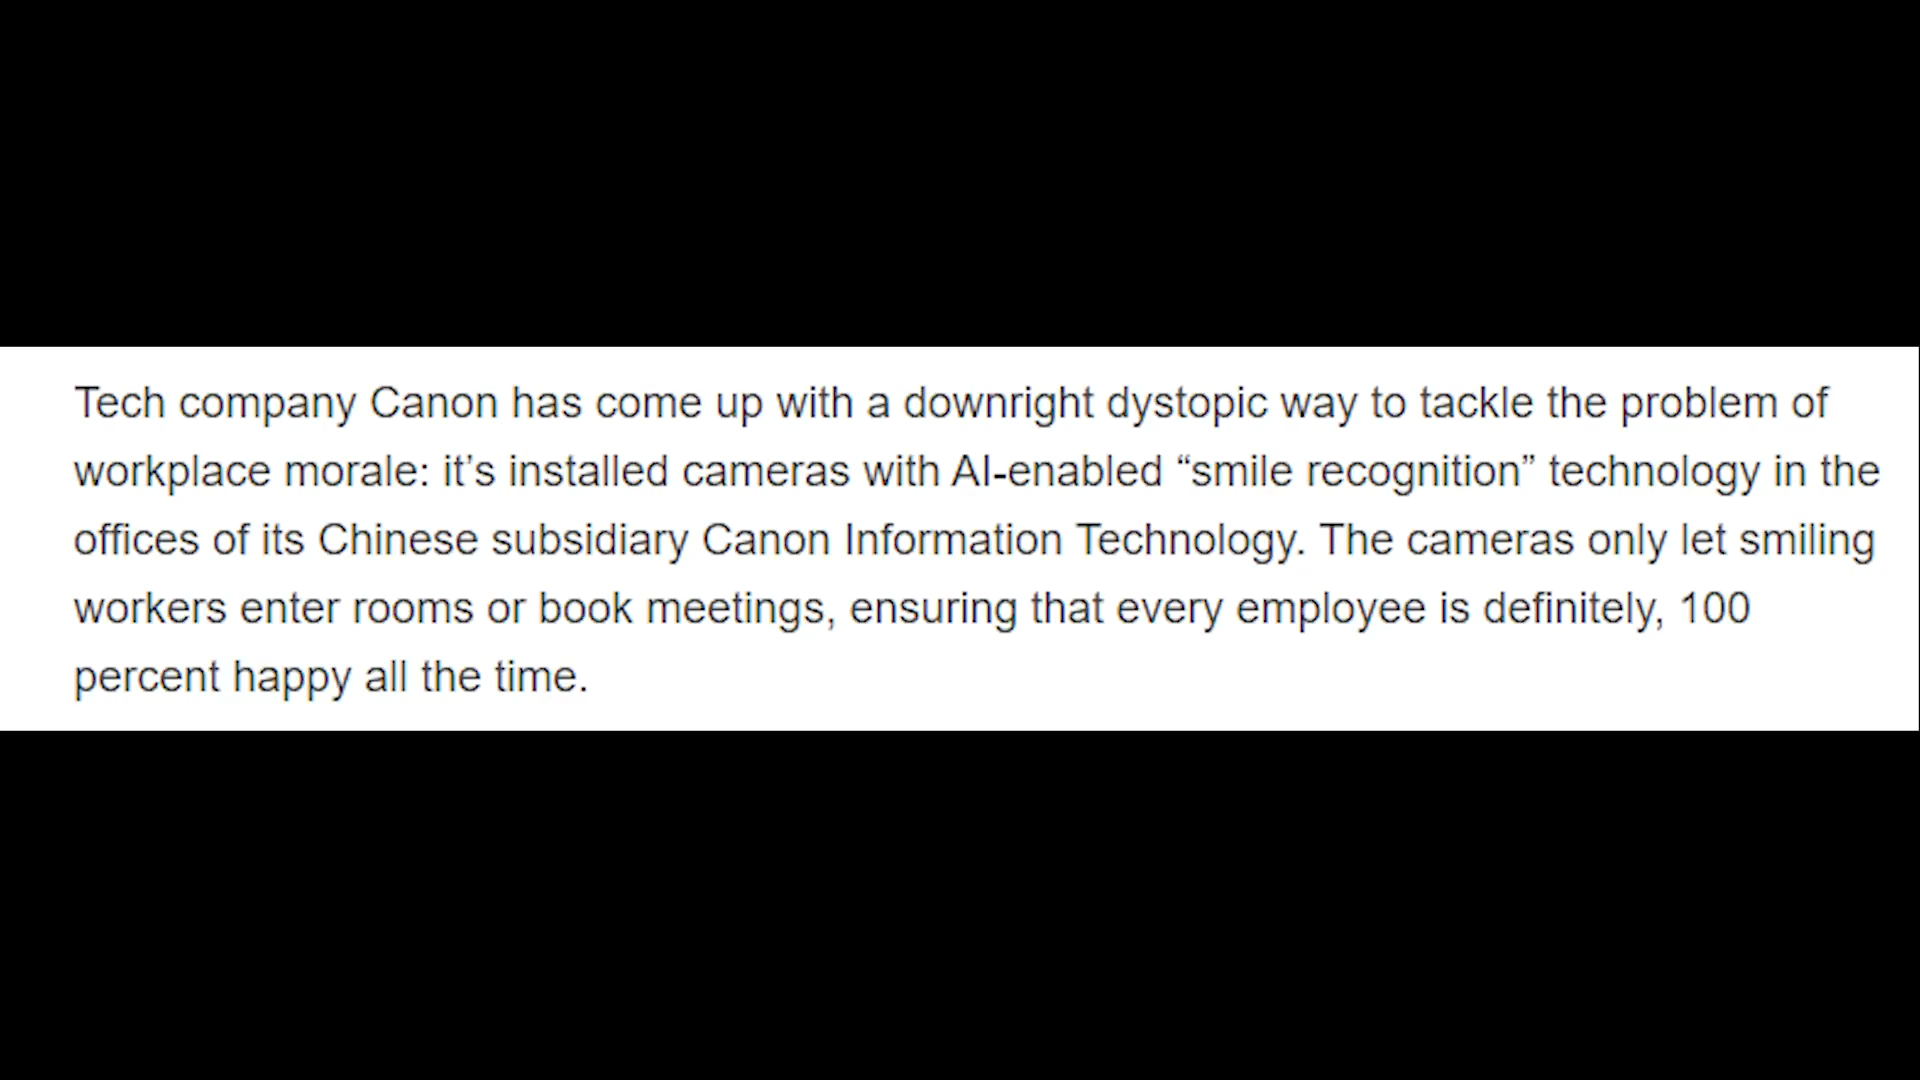 Tech company Canon has come up with a downright dystopic way to tackle the problem of
workplace morale: it’s installed cameras with AI-enabled “smile recognition” technology in the
offices of its Chinese subsidiary Canon Information Technology. The cameras only let smiling
workers enter rooms or book meetings, ensuring that every employee is definitely, 100
percent happy all the time.